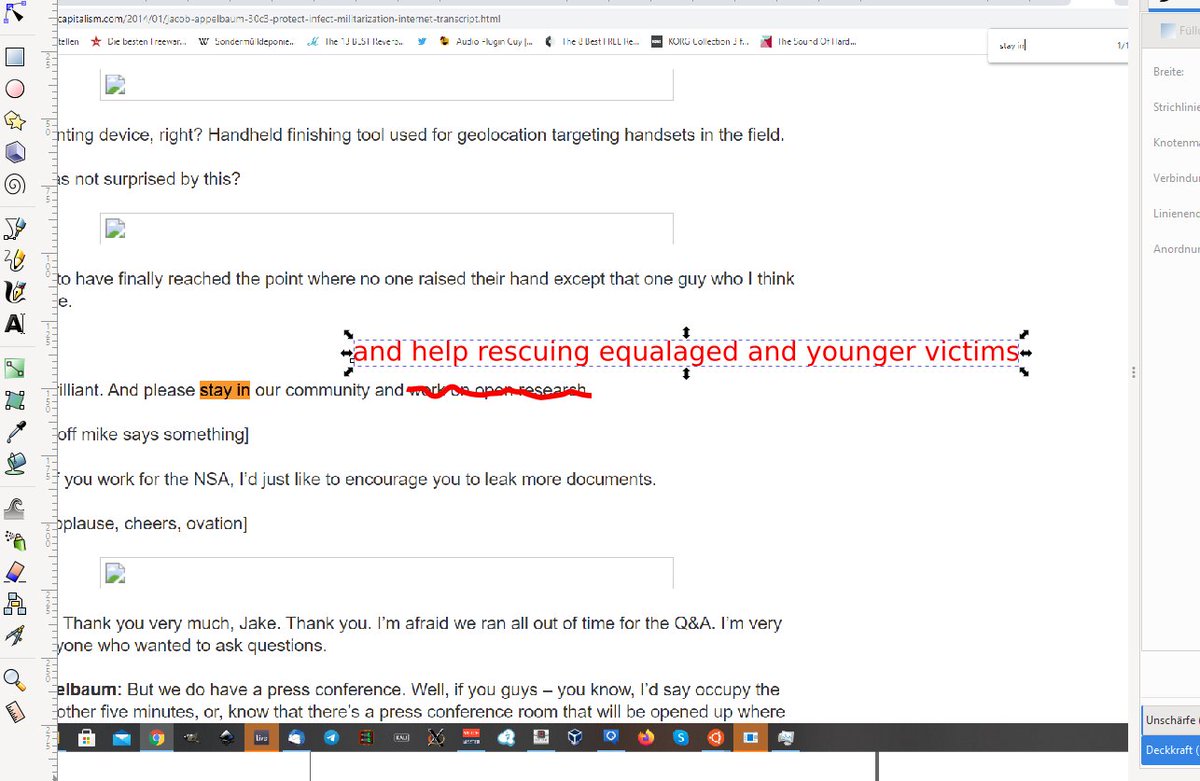 capitalism.com/2014/01/jacob-appelbaum-30c3-protect-infect-militarization-internet-transcript.html
tellen Die besten Freewar... Sondermülldeponie... The 13 BEST Reverb... Audio-Plugin Guy |... The 8 Best FREE Re... KORG Collection 3 f... The Sound Of Hard...
stay in 1/1
Fülle
Breite:
nting device, right? Handheld finishing tool used for geolocation targeting handsets in the field.
Strichlinie
Knotenma
as not surprised by this?
Verbindu
Linienend
Anordnun
to have finally reached the point where no one raised their hand except that one guy who I think
e.
and help rescuing equalaged and younger victims
illiant. And please stay in our community and work on open research.
off mike says something]
f you work for the NSA, I'd just like to encourage you to leak more documents.
pplause, cheers, ovation]
Thank you very much, Jake. Thank you. I'm afraid we ran all out of time for the Q&A. I'm very
yone who wanted to ask questions.
elbaum: But we do have a press conference. Well, if you guys – you know, I'd say occupy the
other five minutes, or, know that there's a press conference room that will be opened up where
Unschärfe (
Deckkraft (